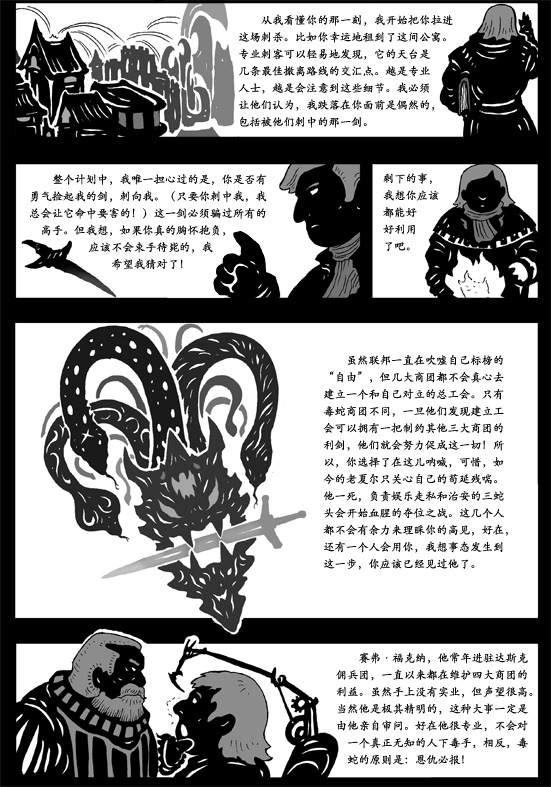 从我看懂你的那一刻，我开始把你拉进
这场刺杀。比如你幸运地租到了这间公寓。
专业刺客可以轻易地发现，它的天台是
几条最佳撤离路线的交汇点。越是专业
人士，越是会注意到这些细节。我必须
让他们认为，我跌落在你面前是偶然的，
包括被他们刺中的那一剑。
整个计划中，我唯一担心过的是，你是否有
勇气捡起我的剑，刺向我。（只要你刺中我，我
总会让它命中要害的！）这一剑必须骗过所有的
高手。但我想，如果你真的胸怀抱负，
应该不会束手待毙的，我
希望我猜对了！
剩下的事，
我想你应该
都能好
好利用
了吧。
虽然联邦一直在吹嘘自己标榜的
“自由”，但几大商团都不会真心去
建立一个和自己对立的总工会。只有
毒蛇商团不同，一旦他们发现建立工
会可以拥有一把制约其他三大商团的
利剑，他们就会努力促成这一切！所
以，你选择了在这儿呐喊，可惜，如
今的老夏尔只关心自己的苟延残喘。
他一死，负责娱乐走私和治安的三蛇
头会开始血腥的夺位之战。这几个人
都不会有余力来理睬你的高见，好在，
还有一个人会用你，我想事态发生到
这一步，你应该已经见过他了。
赛弗·福克纳，他常年进驻达斯克
佣兵团，一直以来都在维护四大商团的
利益。虽然手上没有实业，但声望很高。
当然他是极其精明的，这种大事一定是
由他亲自审问。好在他很专业，不会对
一个真正无知的人下毒手，相反，毒
蛇的原则是：恩仇必报！